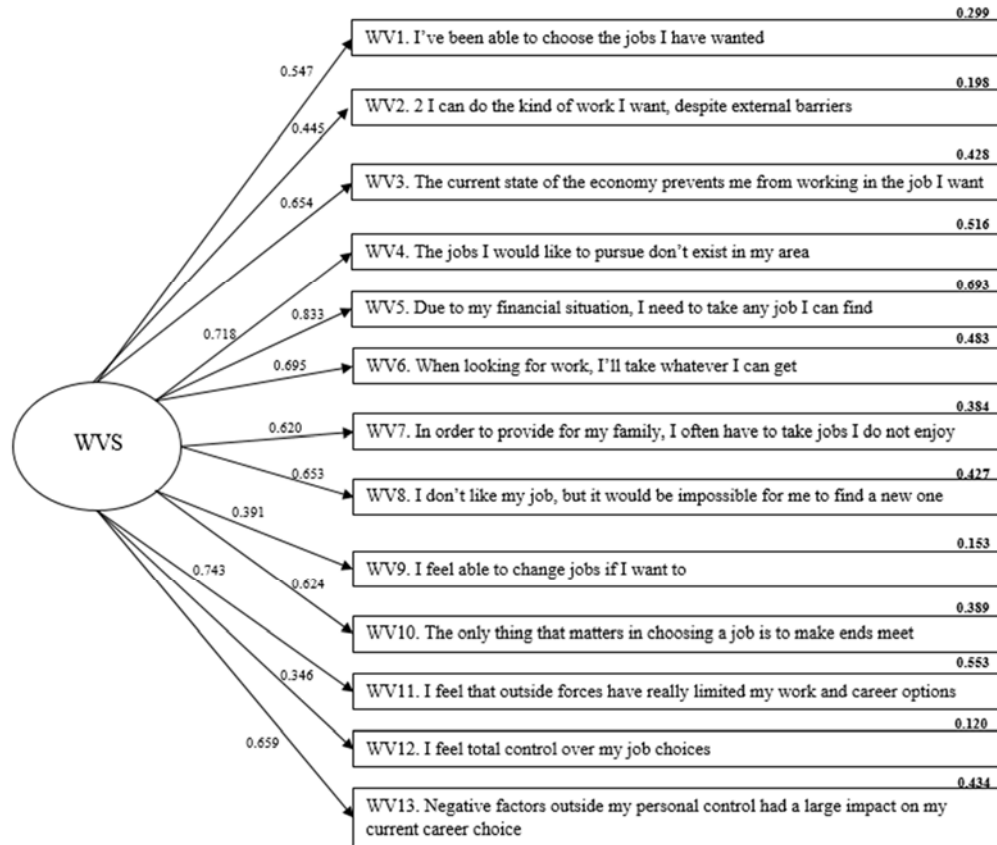 0.299
WV1. I've been able to choose the jobs I have wanted
0.547
0.198
WV2. 2 I can do the kind of work I want, despite external barriers
0.445
0.428
WV3. The current state of the economy prevents me from working in the job I want
0.654
0.516
WV4. The jobs I would like to pursue don't exist in my area
0.718
0.693
WV5. Due to my financial situation, I need to take any job I can find
0.833
0.483
WV6. When looking for work, I'll take whatever I can get
0.695
0.384
WV7. In order to provide for my family, I often have to take jobs I do not enjoy
0.620
WVS
0.427
WV8. I don't like my job, but it would be impossible for me to find a new one
0.653
0.153
WV9. I feel able to change jobs if I want to
0.391
0.389
WV10. The only thing that matters in choosing a job is to make ends meet
0.624
0.553
WV11. I feel that outside forces have really limited my work and career options
0.743
0.120
WV12. I feel total control over my job choices
0.346
0.434
WV13. Negative factors outside my personal control had a large impact on my
current career choice
0.659